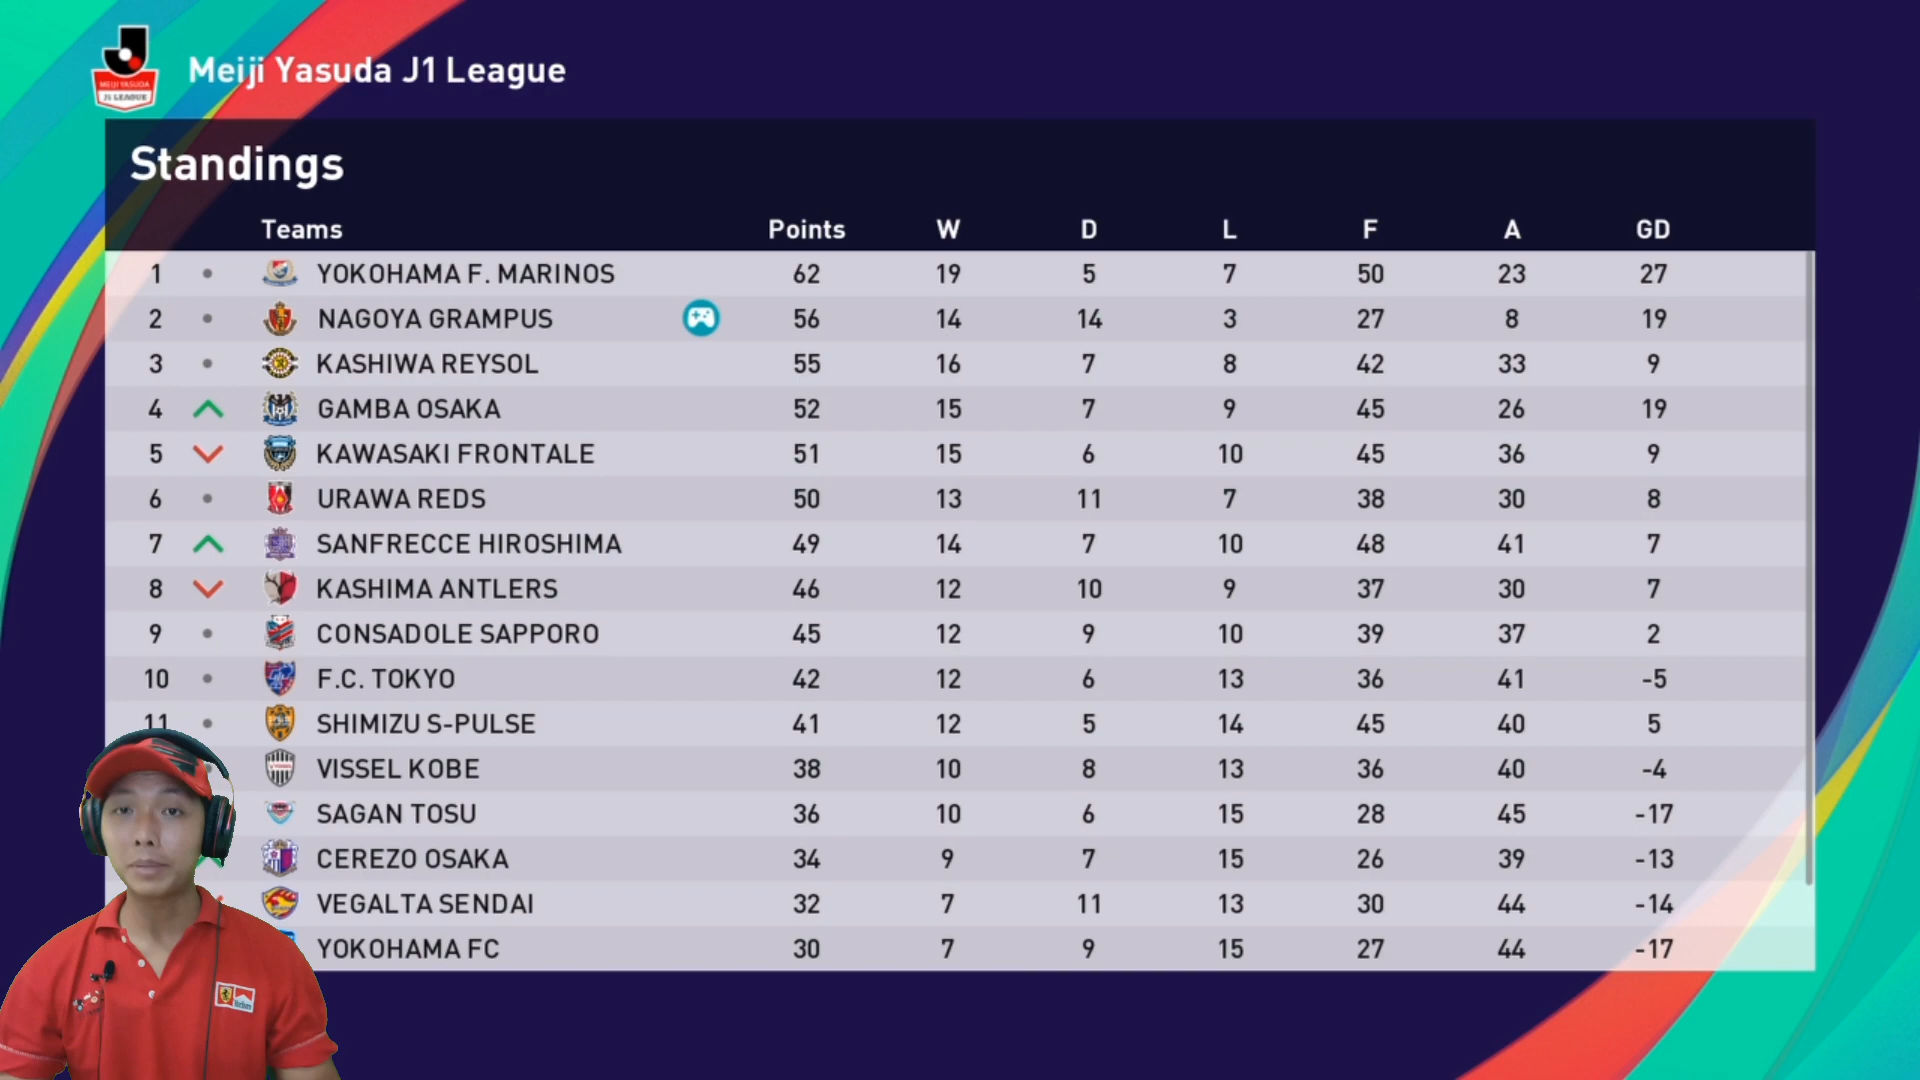 MEIJI YASUDA
J1 LEAGUE
Meiji Yasuda J1 League
Standings
Teams Points W D L F A GD
1 YOKOHAMA F. MARINOS 62 19 5 7 50 23 27
2 NAGOYA GRAMPUS 56 14 14 3 27 8 19
3 KASHIWA REYSOL 55 16 7 8 42 33 9
4 GAMBA OSAKA 52 15 7 9 45 26 19
5 KAWASAKI FRONTALE 51 15 6 10 45 36 9
6 URAWA REDS 50 13 11 7 38 30 8
7 SANFRECCE HIROSHIMA 49 14 7 10 48 41 7
8 KASHIMA ANTLERS 46 12 10 9 37 30 7
9 CONSADOLE SAPPORO 45 12 9 10 39 37 2
10 F.C. TOKYO 42 12 6 13 36 41 -5
11 SHIMIZU S-PULSE 41 12 5 14 45 40 5
VISSEL KOBE 38 10 8 13 36 40 -4
SAGAN TOSU 36 10 6 15 28 45 -17
CEREZO OSAKA 34 9 7 15 26 39 -13
VEGALTA SENDAI 32 7 11 13 30 44 -14
YOKOHAMA FC 30 7 9 15 27 44 -17